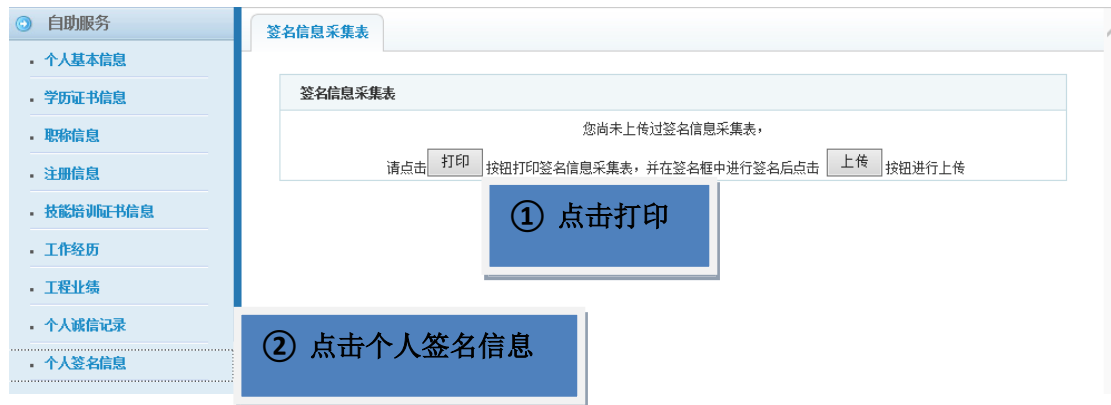 自助服务
个人基本信息
学历证书信息
职称信息
注册信息
技能培训证书信息
工作经历
工程业绩
个人诚信记录
个人签名信息
签名信息采集表
签名信息采集表
您尚未上传过签名信息采集表，
请点击 打印 按钮打印签名信息采集表，并在签名框中进行签名后点击 上传 按钮进行上传
① 点击打印
② 点击个人签名信息